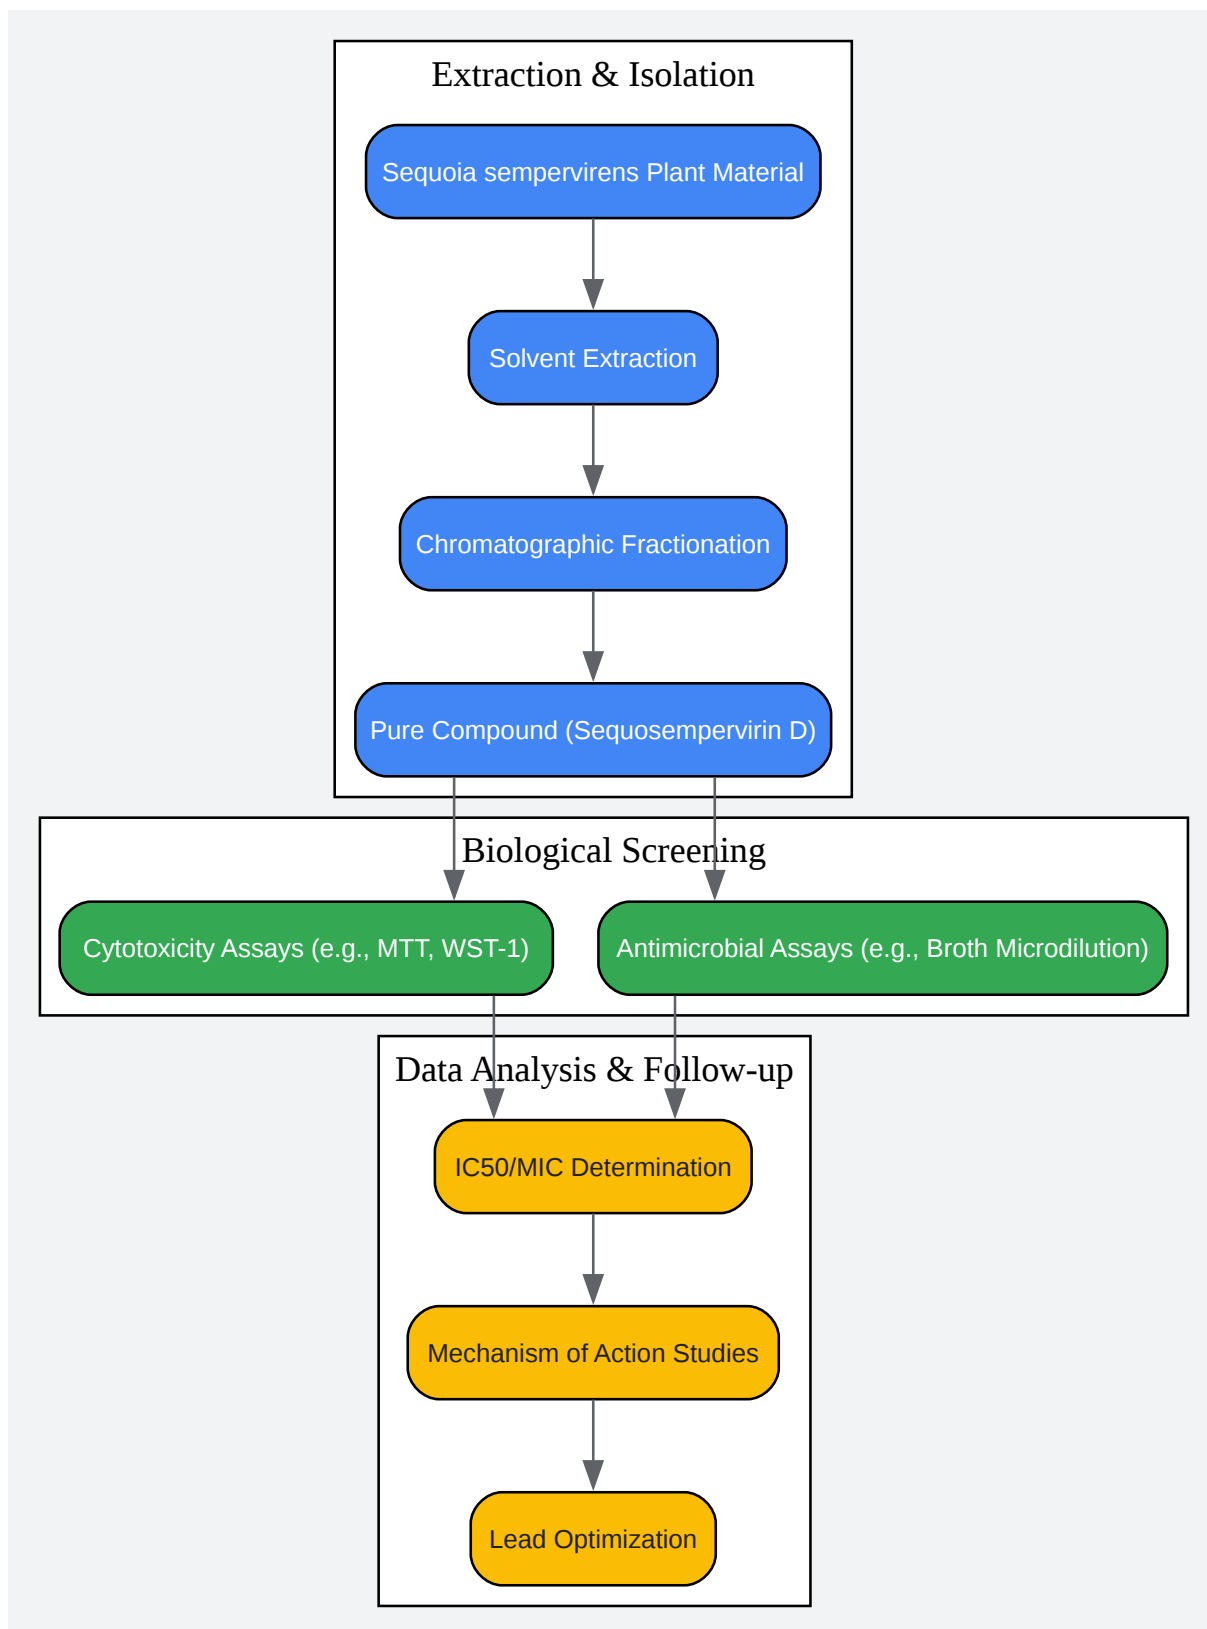 Extraction & Isolation
Sequoia sempervirens Plant Material
Solvent Extraction
Chromatographic Fractionation
Pure Compound (Sequosempervirin D)
Biological Screening
Cytotoxicity Assays (e.g., MTT, WST-1)
Antimicrobial Assays (e.g., Broth Microdilution)
Data Analysis & Follow-up
IC50/MIC Determination
Mechanism of Action Studies
Lead Optimization